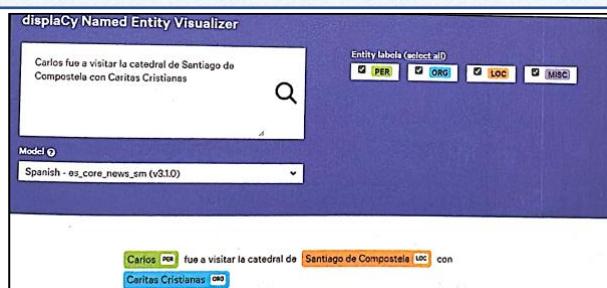 displaCy Named Entity Visualizer
Carlos fue a visitar la catedral de Santiago de
Compostela con Caritas Cristianas
Entity labels (select all)
PER ORG LOC MISC
Model ?
Spanish - es_core_news_sm (v3.1.0)
Carlos PER fue a visitar la catedral de Santiago de Compostela LOC con
Caritas Cristianas ORG